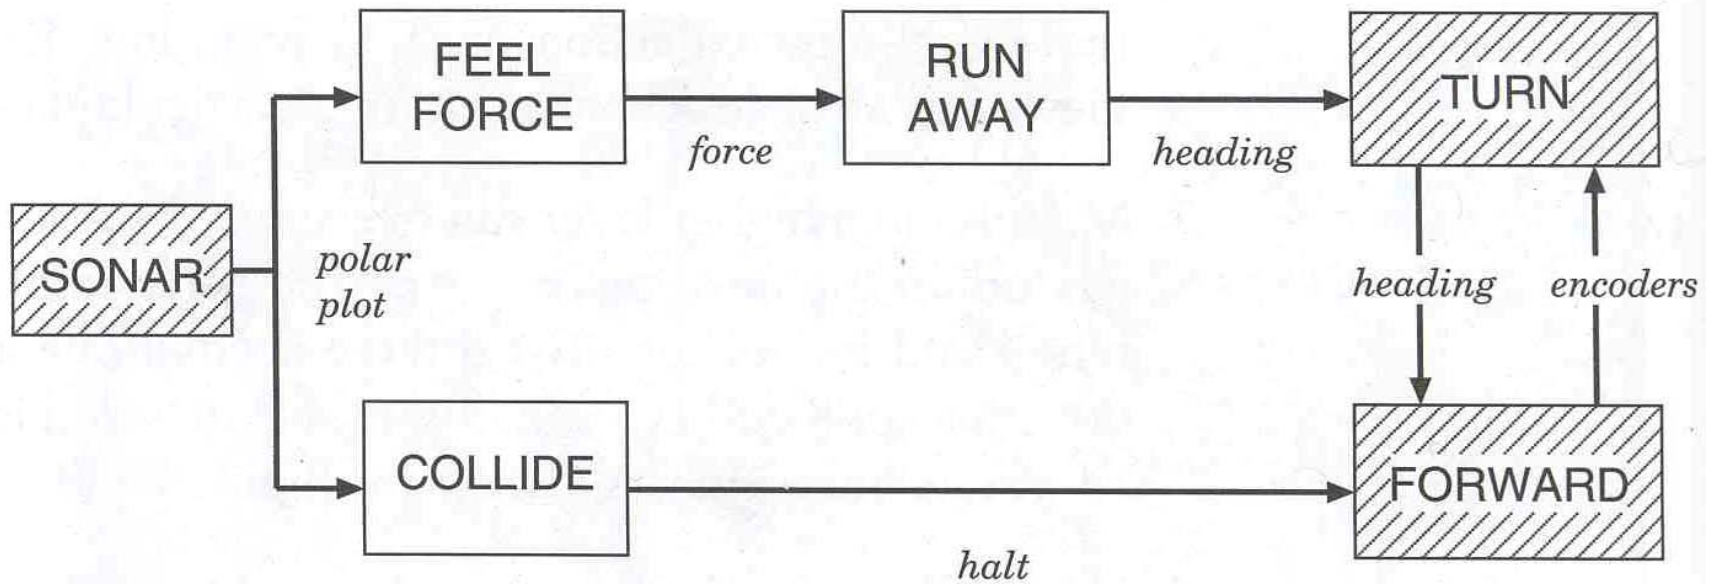 FEEL
FORCE
RUN
AWAY
TURN
force
heading
SONAR
polar
plot
heading
encoders
COLLIDE
FORWARD
halt